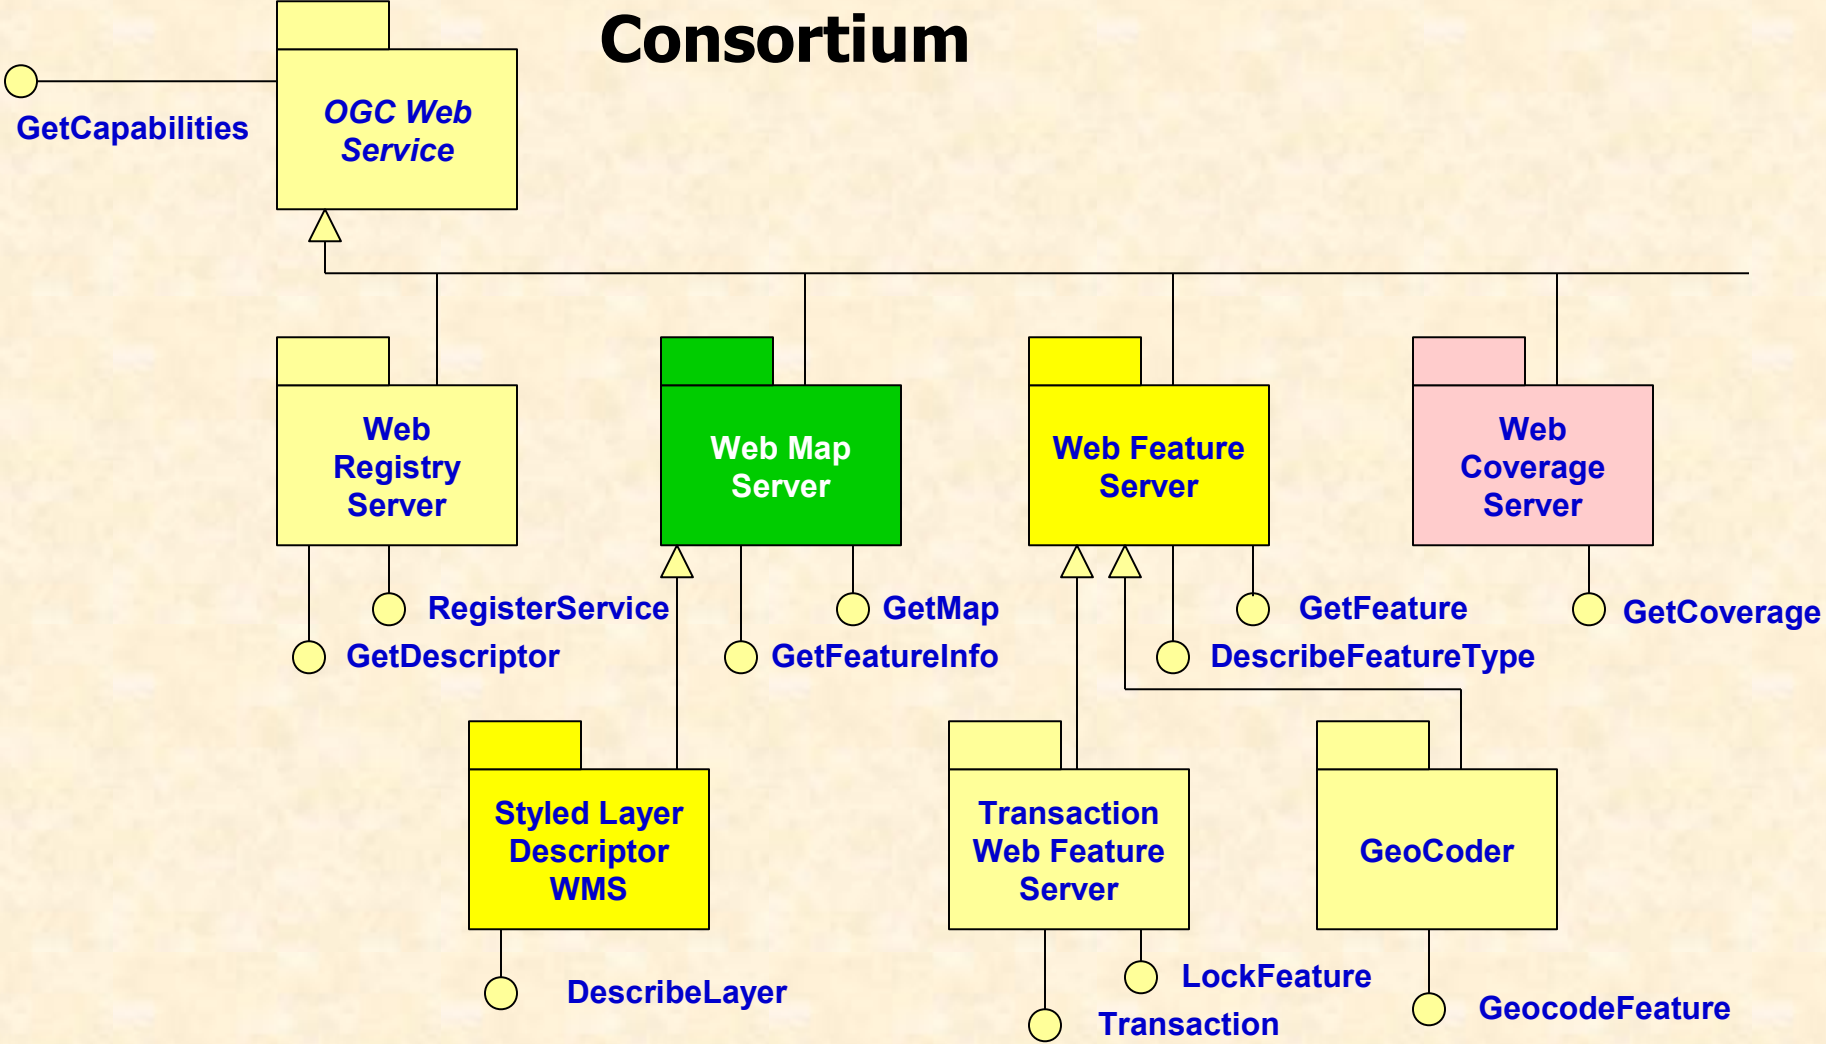 Consortium
GetCapabilities
OGC Web
Service
Web
Registry
Server
Web Map
Server
Web Feature
Server
Web
Coverage
Server
RegisterService
GetDescriptor
GetMap
GetFeatureInfo
GetFeature
DescribeFeatureType
GetCoverage
Styled Layer
Descriptor
WMS
Transaction
Web Feature
Server
GeoCoder
DescribeLayer
LockFeature
Transaction
GeocodeFeature